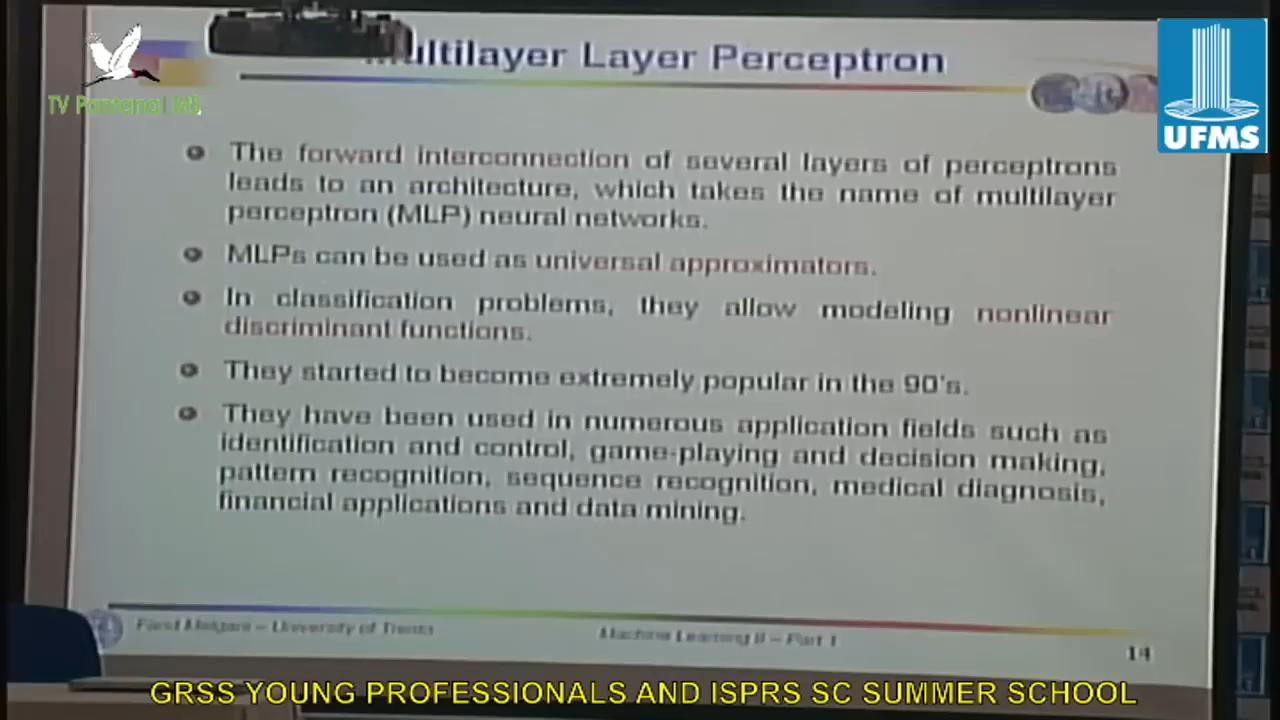 ultilayer Layer Perceptron
TV Pantanal MS
UFMS
The forward interconnection of several layers of perceptrons
leads to an architecture, which takes the name of multilayer
perceptron (MLP) neural networks.
MLPs can be used as universal approximators.
In classification problems, they allow modeling nonlinear
discriminant functions.
They started to become extremely popular in the 90's.
They have been used in numerous application fields such as
identification and control, game-playing and decision making,
pattern recognition, sequence recognition, medical diagnosis,
financial applications and data mining.
Farid Melgani – University of Trento
Machine Learning II – Part 1
14
GRSS YOUNG PROFESSIONALS AND ISPRS SC SUMMER SCHOOL